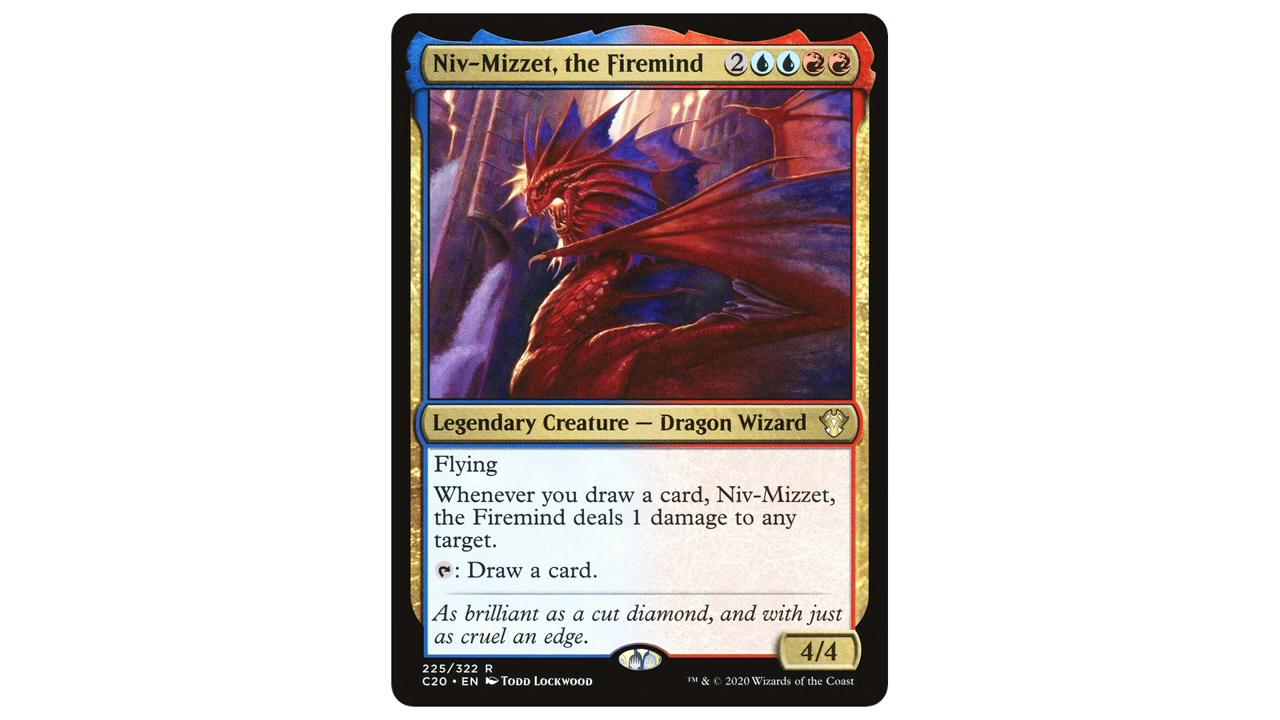 Niv-Mizzet, the Firemind 2
Legendary Creature — Dragon Wizard
Flying
Whenever you draw a card, Niv-Mizzet,
the Firemind deals 1 damage to any
target.
: Draw a card.
As brilliant as a cut diamond, and with just
as cruel an edge.
4/4
225/322 R
C20 • EN Todd Lockwood
™ & © 2020 Wizards of the Coast